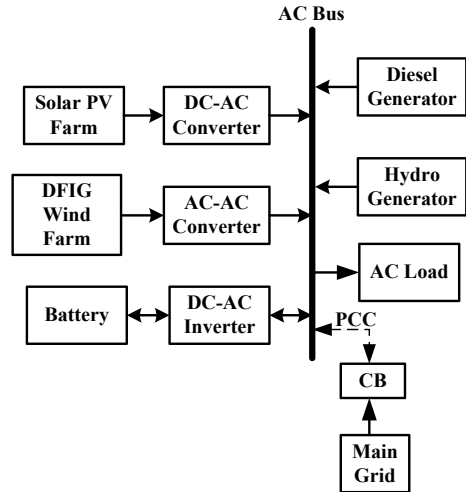 AC Bus
Solar PV
Farm
DC-AC
Converter
Diesel
Generator
DFIG
Wind
Farm
AC-AC
Converter
Hydro
Generator
AC Load
Battery
DC-AC
Inverter
PCC
CB
Main
Grid